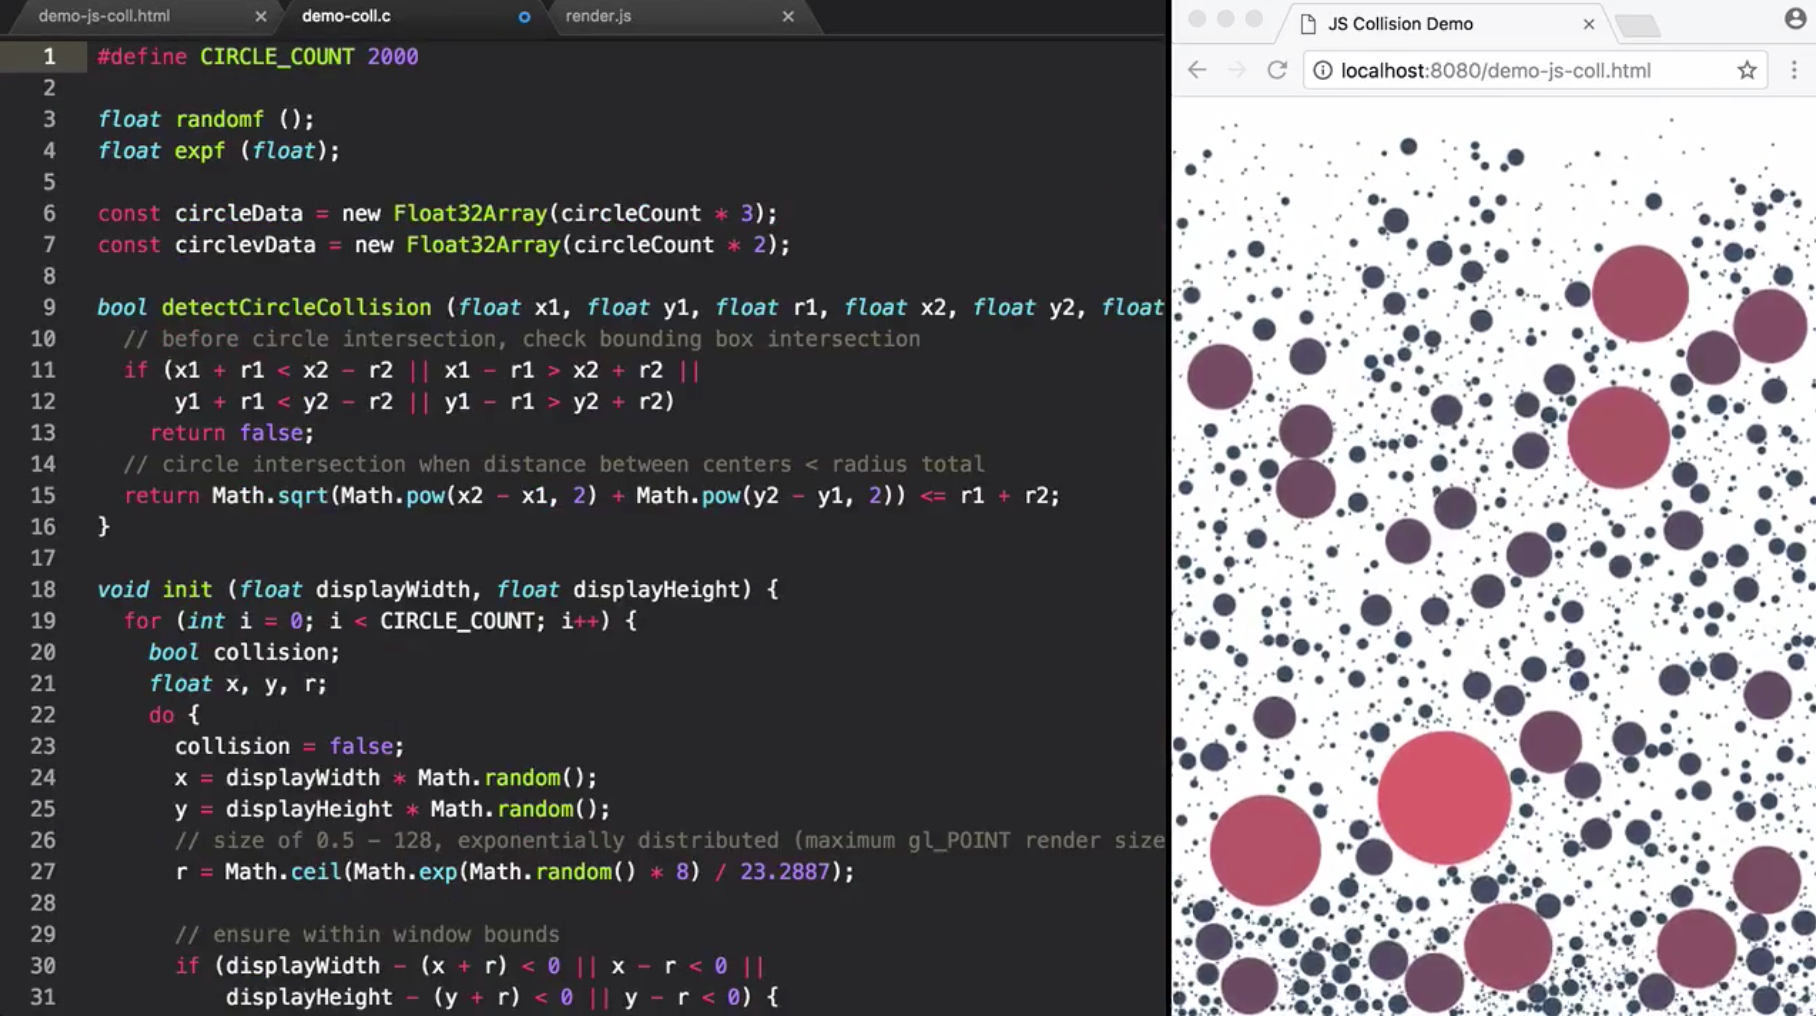 demo-js-coll.html
demo-coll.c
render.js
JS Collision Demo
localhost:8080/demo-js-coll.html
1 #define CIRCLE_COUNT 2000
2
3 float randomf ();
4 float expf (float);
5
6 const circleData = new Float32Array(circleCount * 3);
7 const circlevData = new Float32Array(circleCount * 2);
8
9 bool detectCircleCollision (float x1, float y1, float r1, float x2, float y2, float
10 // before circle intersection, check bounding box intersection
11 if (x1 + r1 < x2 - r2 || x1 - r1 > x2 + r2 ||
12 y1 + r1 < y2 - r2 || y1 - r1 > y2 + r2)
13 return false;
14 // circle intersection when distance between centers < radius total
15 return Math.sqrt(Math.pow(x2 - x1, 2) + Math.pow(y2 - y1, 2)) <= r1 + r2;
16 }
17
18 void init (float displayWidth, float displayHeight) {
19 for (int i = 0; i < CIRCLE_COUNT; i++) {
20 bool collision;
21 float x, y, r;
22 do {
23 collision = false;
24 x = displayWidth * Math.random();
25 y = displayHeight * Math.random();
26 // size of 0.5 - 128, exponentially distributed (maximum gl_POINT render size
27 r = Math.ceil(Math.exp(Math.random() * 8) / 23.2887);
28
29 // ensure within window bounds
30 if (displayWidth - (x + r) < 0 || x - r < 0 ||
31 displayHeight - (y + r) < 0 || y - r < 0) {